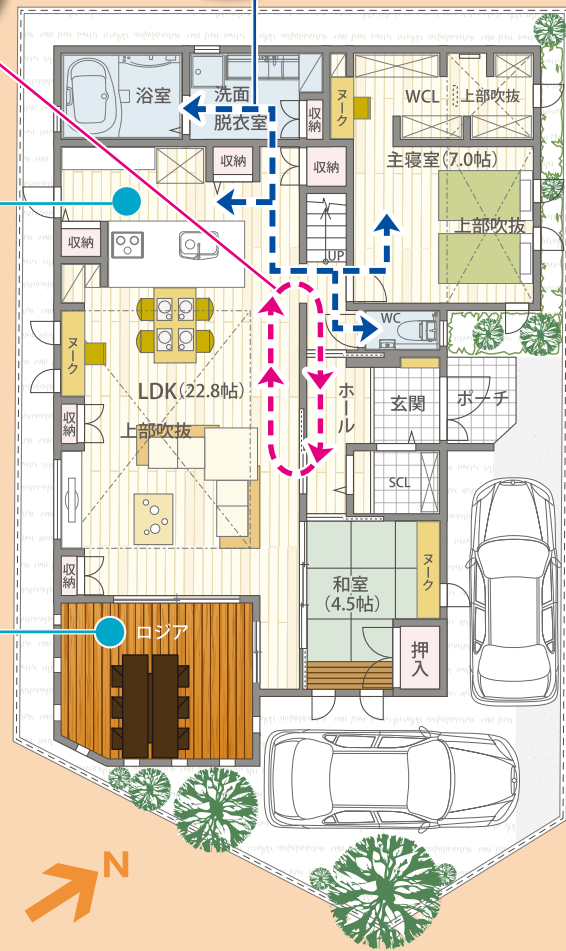 浴室
洗面
脱衣室
収納
ヌーク
WCL
上部吹抜
主寝室(7.0帖)
上部吹抜
収納
収納
収納
UP
WC
LDK(22.8帖)
上部吹抜
ヌーク
収納
収納
ホール
玄関
ポーチ
SCL
和室
(4.5帖)
ヌーク
押入
ロジア
N